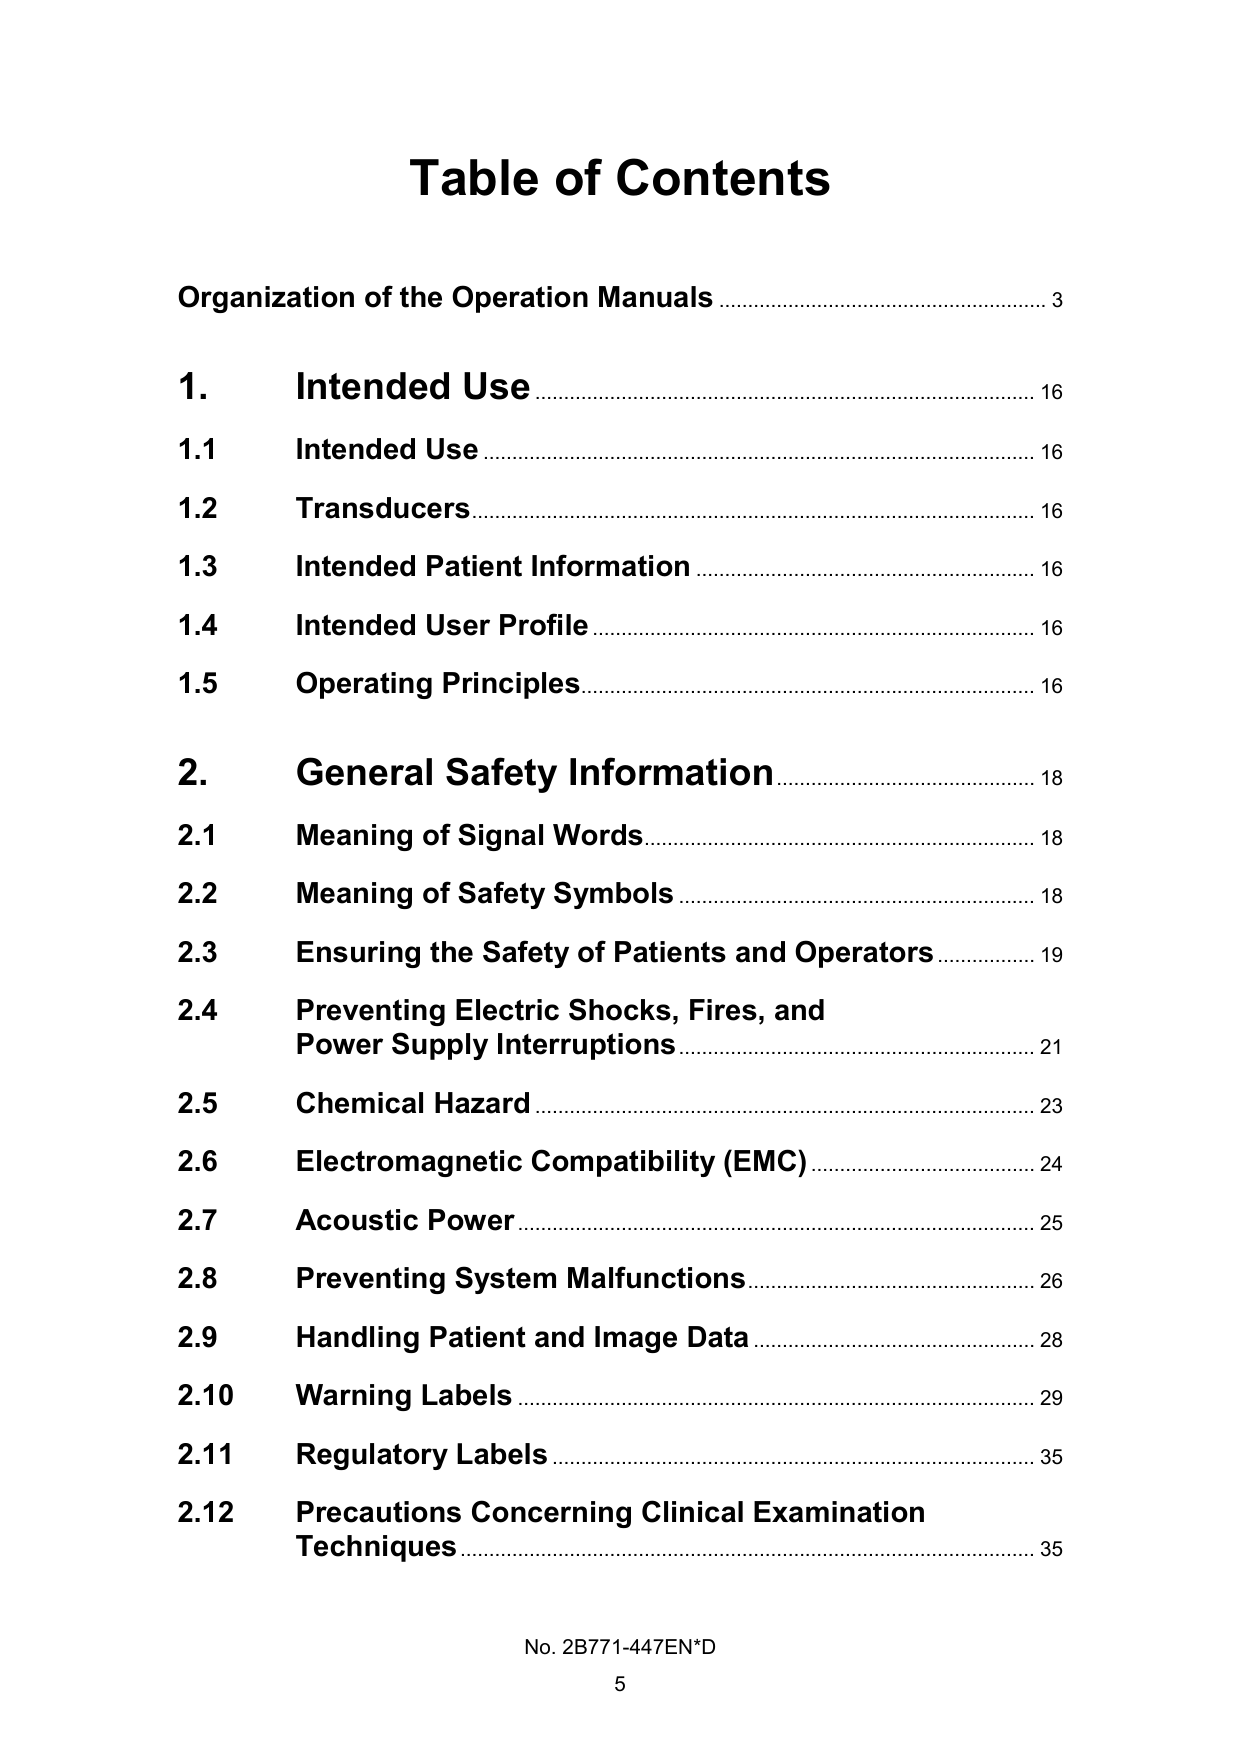 Table of Contents
Organization of the Operation Manuals ......................................................... 3
1. Intended Use ....................................................................................... 16
1.1 Intended Use ................................................................................................ 16
1.2 Transducers.................................................................................................. 16
1.3 Intended Patient Information ........................................................... 16
1.4 Intended User Profile ............................................................................. 16
1.5 Operating Principles............................................................................... 16
2. General Safety Information............................................. 18
2.1 Meaning of Signal Words.................................................................... 18
2.2 Meaning of Safety Symbols .............................................................. 18
2.3 Ensuring the Safety of Patients and Operators ................. 19
2.4 Preventing Electric Shocks, Fires, and
Power Supply Interruptions .............................................................. 21
2.5 Chemical Hazard ....................................................................................... 23
2.6 Electromagnetic Compatibility (EMC) ....................................... 24
2.7 Acoustic Power .......................................................................................... 25
2.8 Preventing System Malfunctions.................................................. 26
2.9 Handling Patient and Image Data ................................................. 28
2.10 Warning Labels .......................................................................................... 29
2.11 Regulatory Labels .................................................................................... 35
2.12 Precautions Concerning Clinical Examination
Techniques .................................................................................................... 35
No. 2B771-447EN*D
5